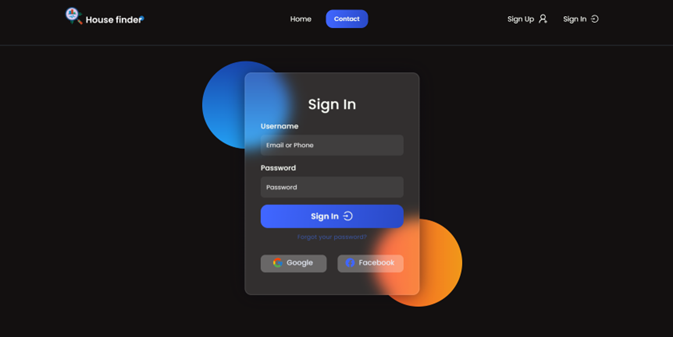 House finder
Home
Contact
Sign Up
Sign In
Sign In
Username
Email or Phone
Password
Password
Sign In
Forgot your password?
Google
Facebook